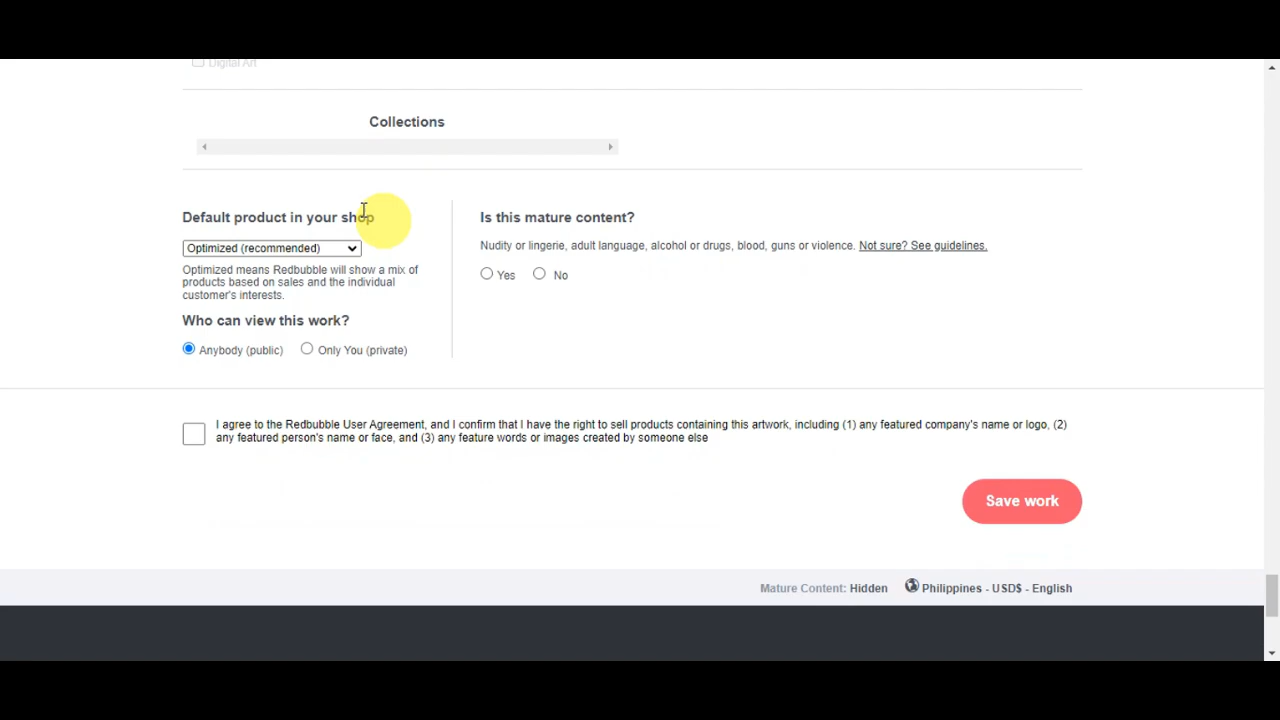 Digital Art
Collections
Default product in your shop
Optimized (recommended)
Optimized means Redbubble will show a mix of
products based on sales and the individual
customer's interests.
Who can view this work?
Anybody (public) Only You (private)
Is this mature content?
Nudity or lingerie, adult language, alcohol or drugs, blood, guns or violence. Not sure? See guidelines.
Yes No
I agree to the Redbubble User Agreement, and I confirm that I have the right to sell products containing this artwork, including (1) any featured company's name or logo, (2)
any featured person's name or face, and (3) any feature words or images created by someone else
Save work
Mature Content: Hidden Philippines - USD$ - English